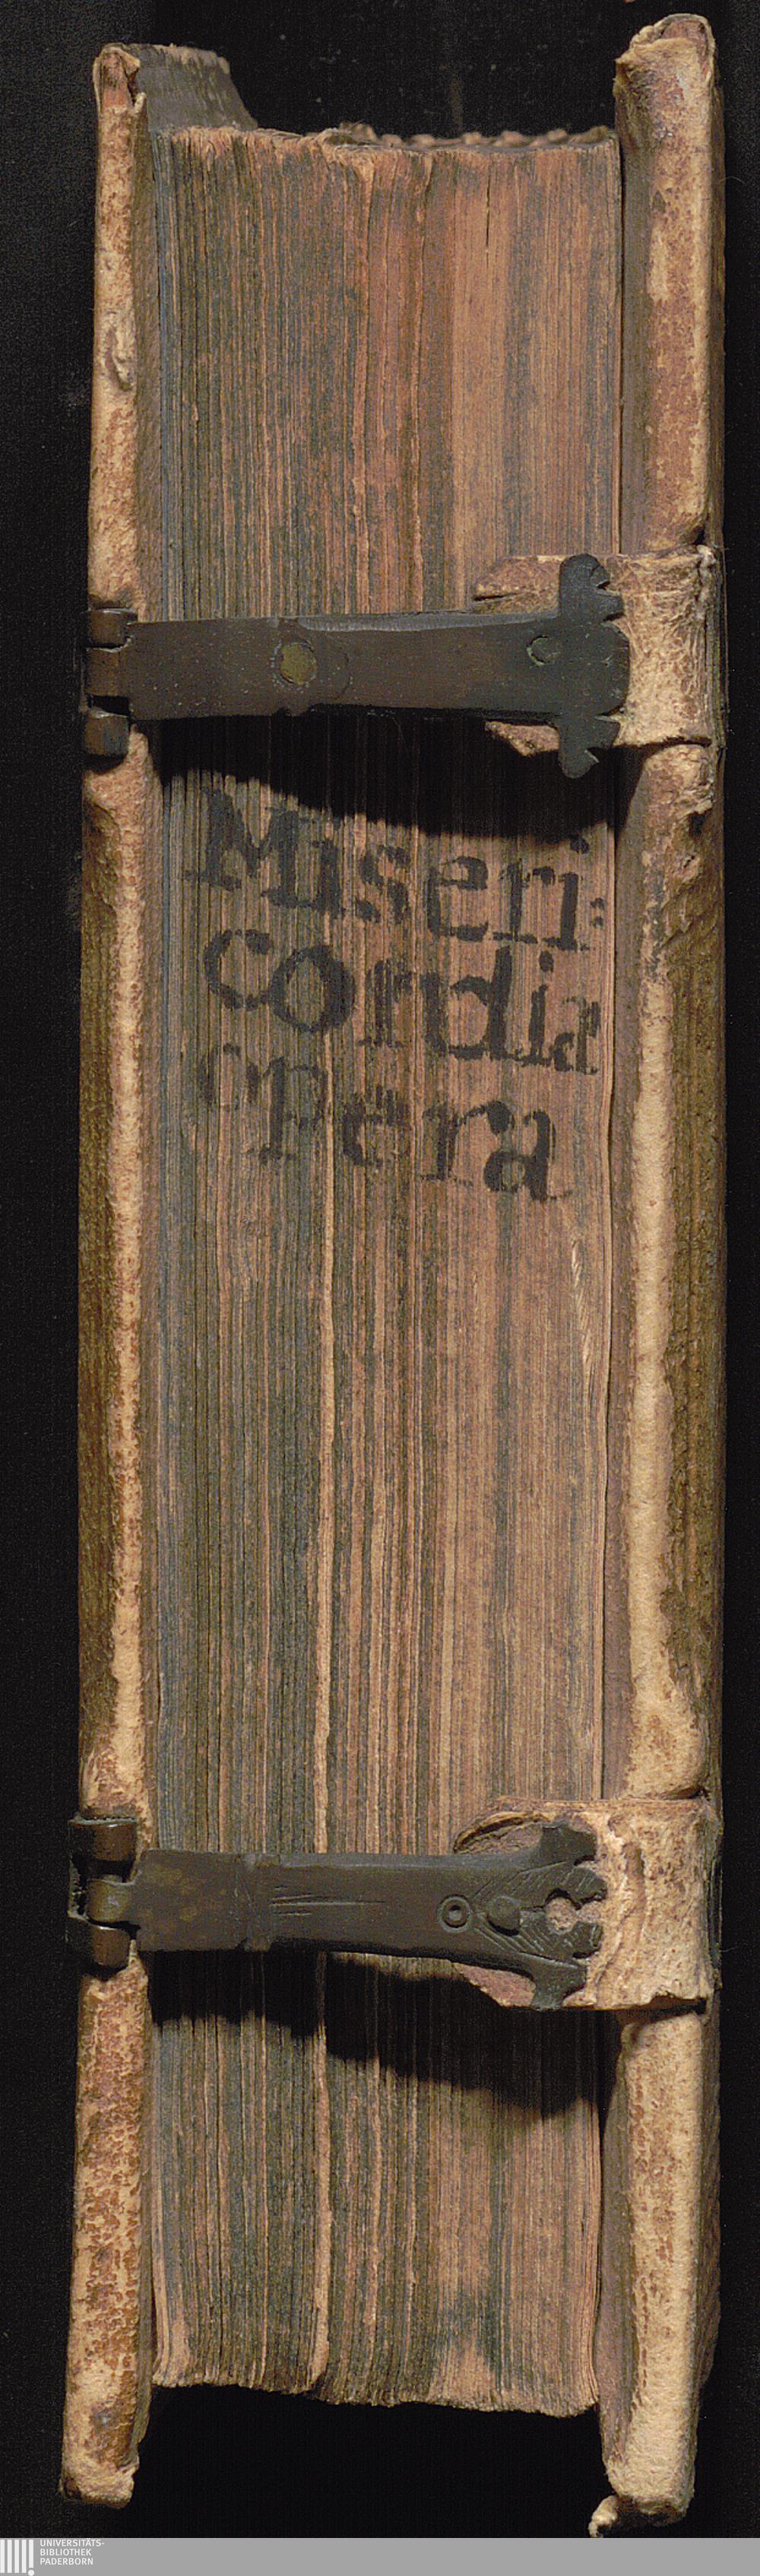 Miseri:
cordia
opera
UNIVERSITÄTS-
BIBLIOTHEK
PADERBORN